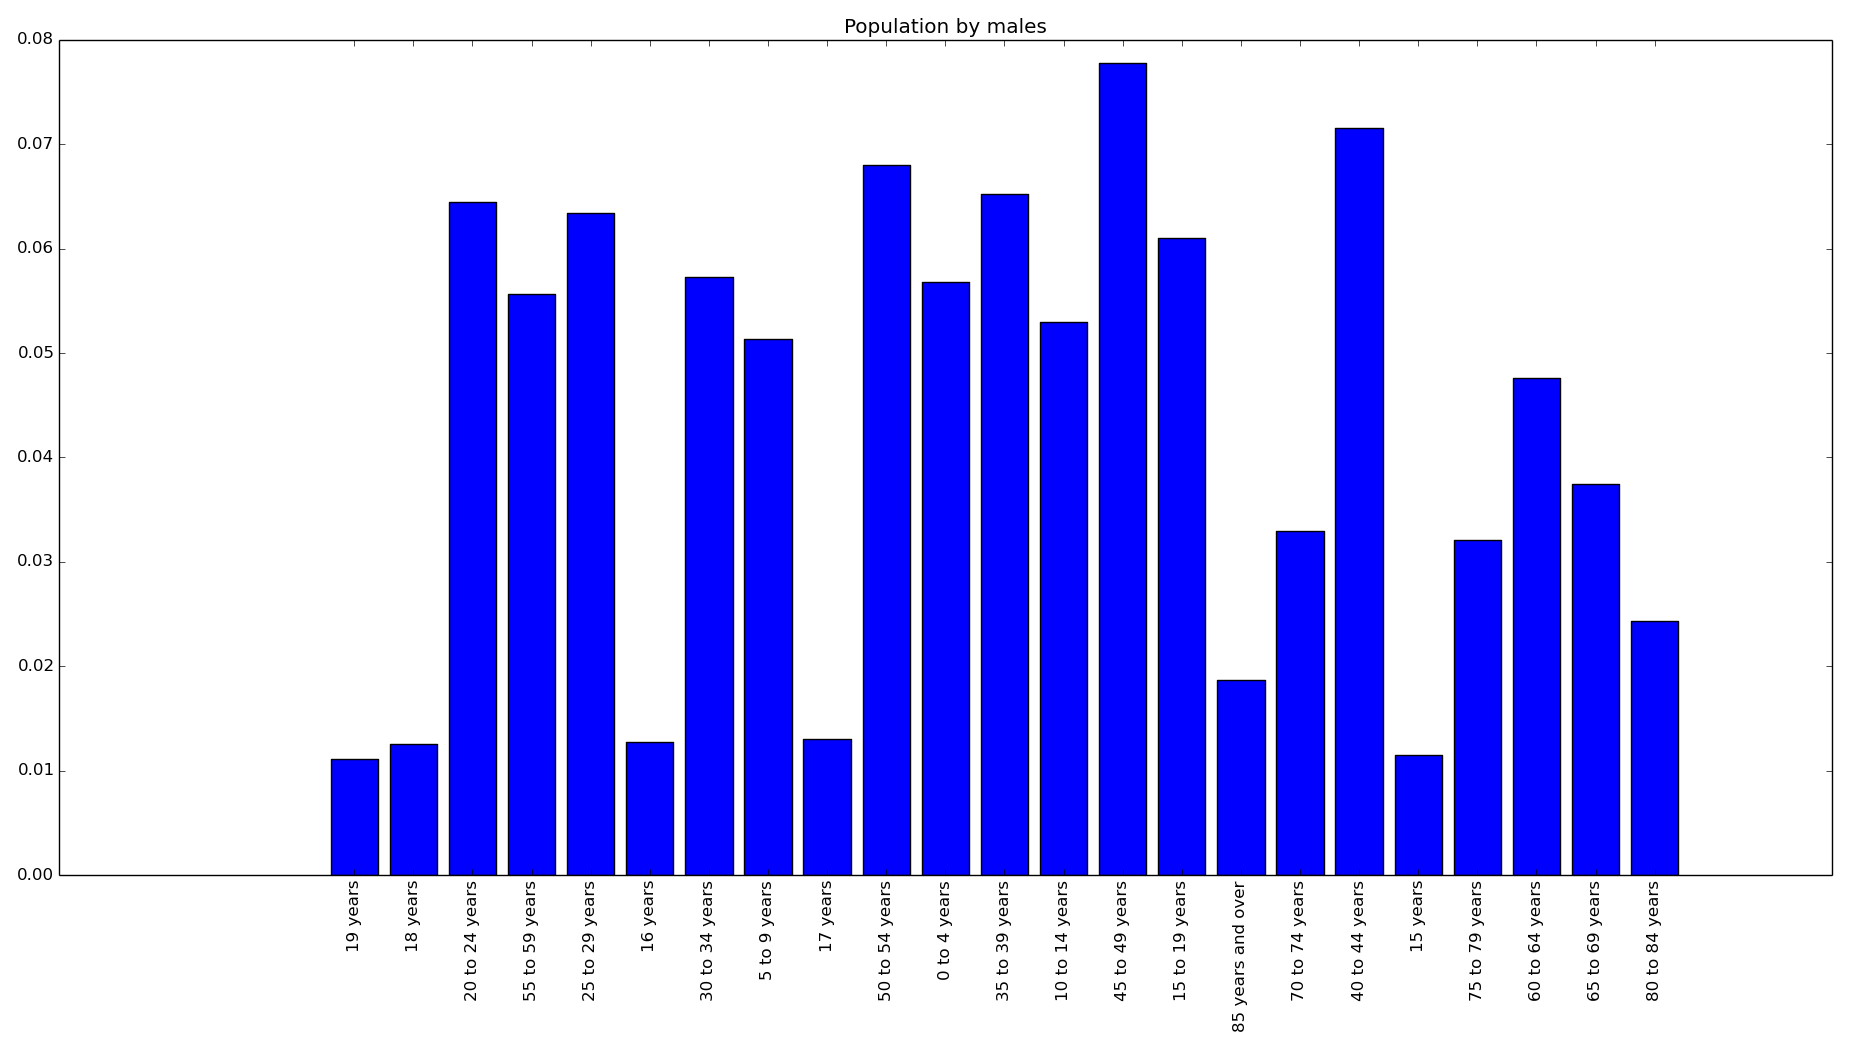 Population by males
0.08
0.07
0.06
0.05
0.04
0.03
0.02
0.01
0.00
19 years
18 years
20 to 24 years
55 to 59 years
25 to 29 years
16 years
30 to 34 years
5 to 9 years
17 years
50 to 54 years
0 to 4 years
35 to 39 years
10 to 14 years
45 to 49 years
15 to 19 years
85 years and over
70 to 74 years
40 to 44 years
15 years
75 to 79 years
60 to 64 years
65 to 69 years
80 to 84 years